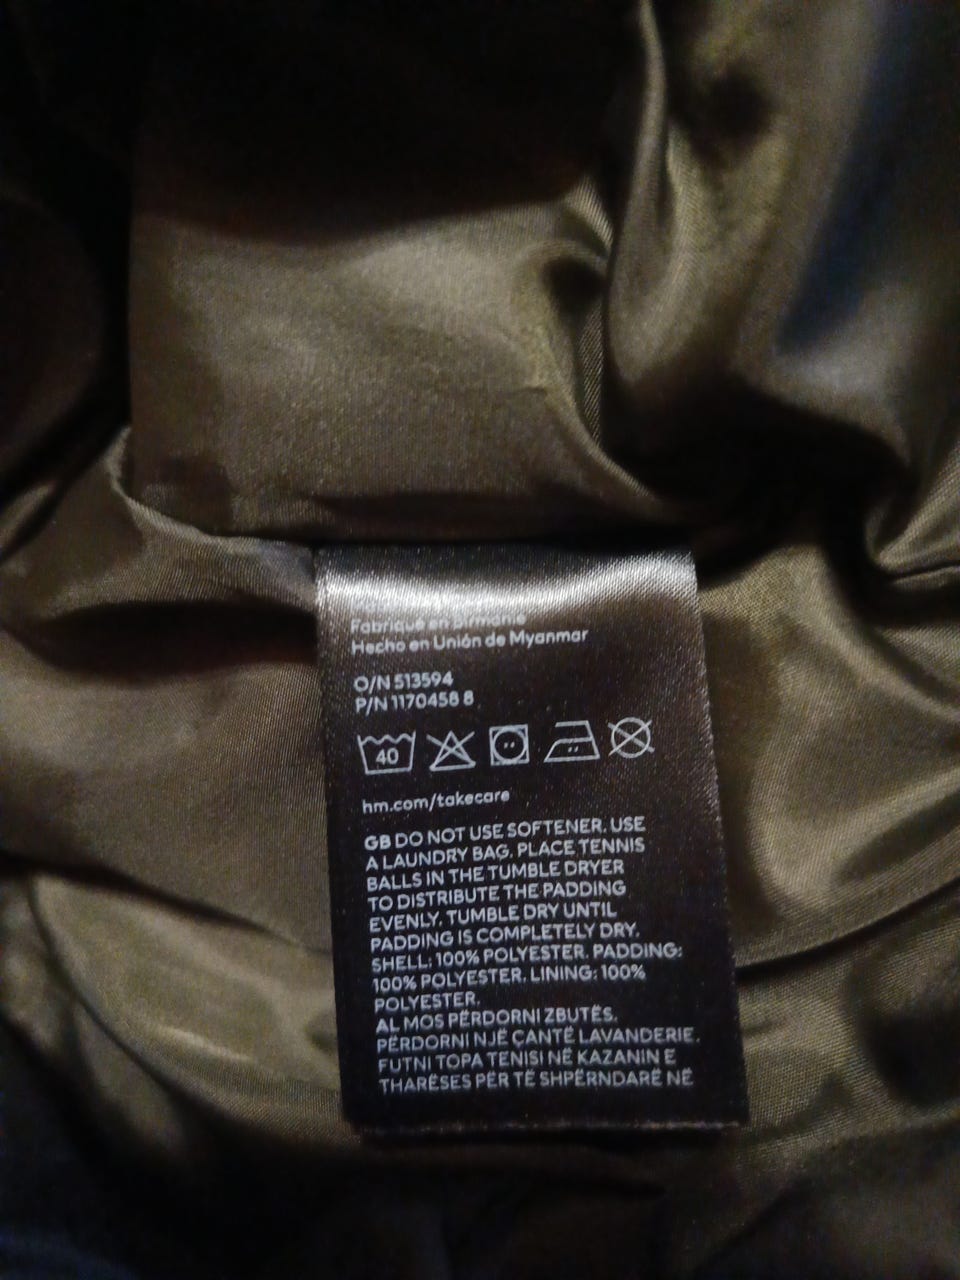 Fabriqué en Birmanie
Hecho en Unión de Myanmar
O/N 513594
P/N 1170458 8
40
hm.com/takecare
GB DO NOT USE SOFTENER. USE
A LAUNDRY BAG. PLACE TENNIS
BALLS IN THE TUMBLE DRYER
TO DISTRIBUTE THE PADDING
EVENLY. TUMBLE DRY UNTIL
PADDING IS COMPLETELY DRY.
SHELL: 100% POLYESTER. PADDING:
100% POLYESTER. LINING: 100%
POLYESTER.
AL MOS PËRDORNI ZBUTËS.
PËRDORNI NJË ÇANTË LAVANDERIE.
FUTNI TOPA TENISI NË KAZANIN E
THARËSES PËR TË SHPËRNDARË NË